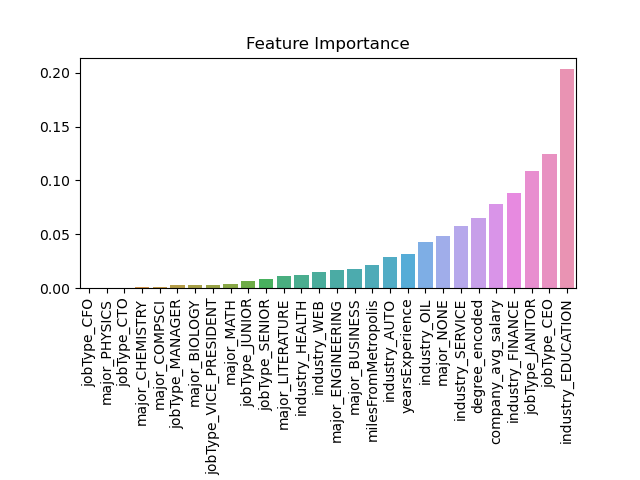 Feature Importance
0.20
0.15
0.10
0.05
0.00
jobType_CFO
major_PHYSICS
jobType_CTO
major_CHEMISTRY
major_COMPSCI
jobType_MANAGER
major_BIOLOGY
jobType_VICE_PRESIDENT
major_MATH
jobType_JUNIOR
jobType_SENIOR
major_LITERATURE
industry_HEALTH
industry_WEB
major_ENGINEERING
major_BUSINESS
milesFromMetropolis
industry_AUTO
yearsExperience
industry_OIL
major_NONE
industry_SERVICE
degree_encoded
company_avg_salary
industry_FINANCE
jobType_JANITOR
jobType_CEO
industry_EDUCATION